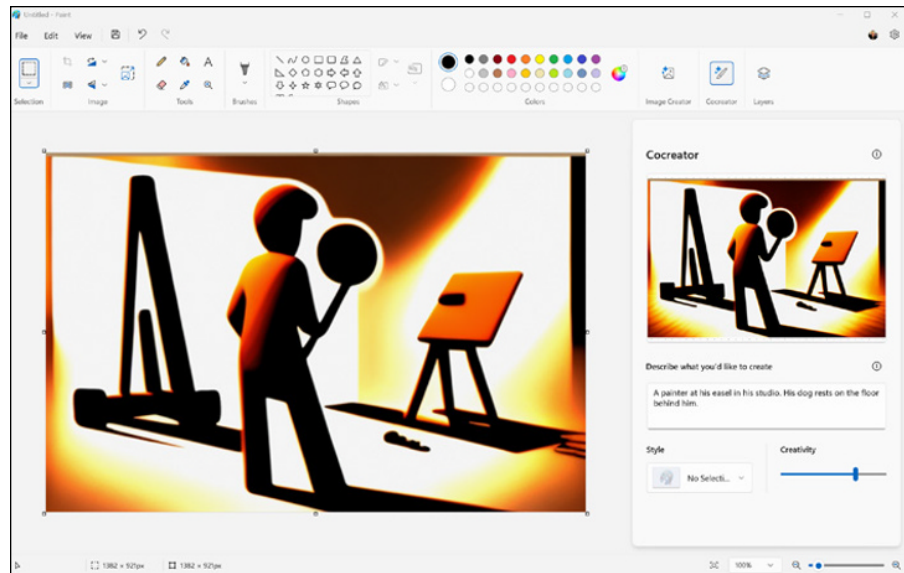 Untitled - Paint
File Edit View
Selection
Image
Tools
Brushes
Shapes
Colors
Image Creator
Cocreator
Layers
Cocreator
Describe what you'd like to create
A painter at his easel in his studio. His dog rests on the floor
behind him.
Style
Creativity
No Selecti...
1382 × 921px
1382 × 921px
100%